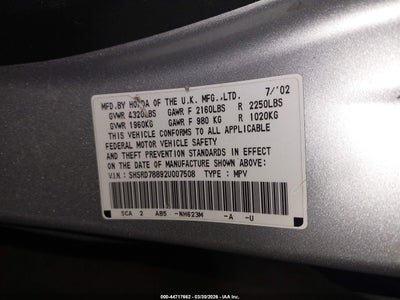 MFD.BY HONDA OF THE U.K. MFG.,LTD. 7/'02
GVWR 4320LBS GAWR F 2160LBS R 2250LBS
GVWR 1960KG GAWR F 980 KG R 1020KG
THIS VEHICLE CONFORMS TO ALL APPLICABLE
FEDERAL MOTOR VEHICLE SAFETY
AND THEFT PREVENTION STANDARDS IN EFFECT
ON THE DATE OF MANUFACTURE SHOWN ABOVE.
V.I.N.: SHSRD78892U007508 TYPE: MPV
SCA 2 AB5 -NH623M -A -U
000-44717662 - 03/20/2026 - IAA, Inc.